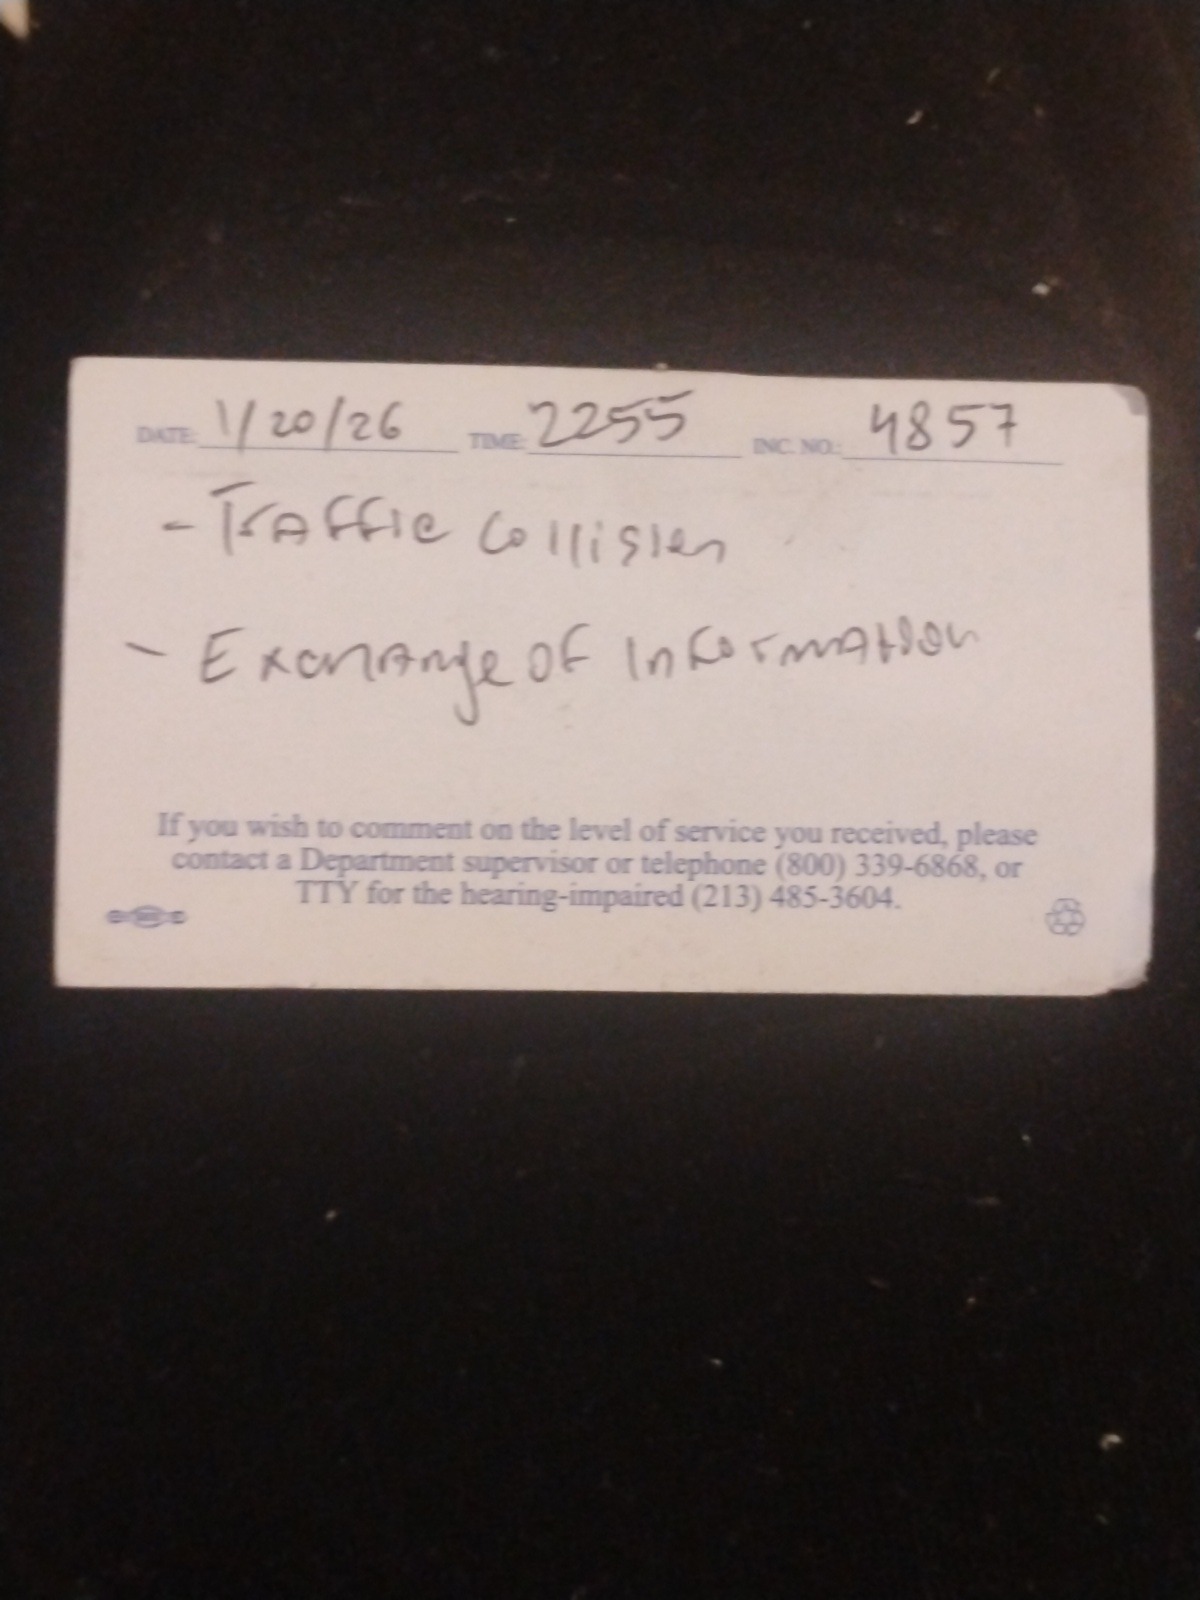 DATE: 1/20/26 TIME: 2255 INC. NO.: 4857
- Traffic Collision
- Exchange of Information
If you wish to comment on the level of service you received, please
contact a Department supervisor or telephone (800) 339-6868, or
TTY for the hearing-impaired (213) 485-3604.